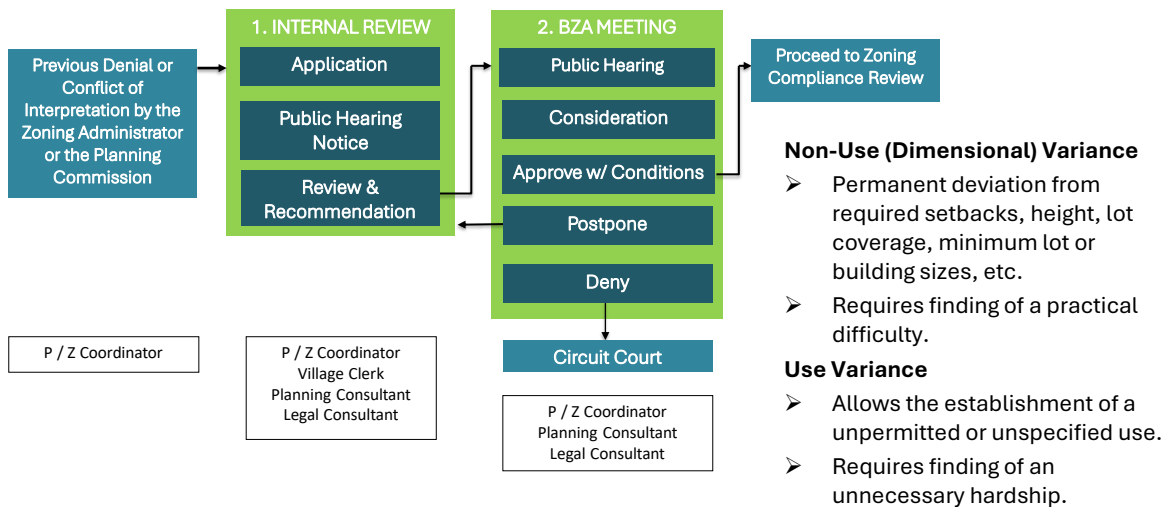 Previous Denial or
Conflict of
Interpretation by the
Zoning Administrator
or the Planning
Commission
P / Z Coordinator
1. INTERNAL REVIEW
Application
Public Hearing
Notice
Review &
Recommendation
P / Z Coordinator
Village Clerk
Planning Consultant
Legal Consultant
2. BZA MEETING
Public Hearing
Consideration
Approve w/ Conditions
Postpone
Deny
Circuit Court
P / Z Coordinator
Planning Consultant
Legal Consultant
Proceed to Zoning
Compliance Review
Non-Use (Dimensional) Variance
➢ Permanent deviation from
required setbacks, height, lot
coverage, minimum lot or
building sizes, etc.
➢ Requires finding of a practical
difficulty.
Use Variance
➢ Allows the establishment of a
unpermitted or unspecified use.
➢ Requires finding of an
unnecessary hardship.